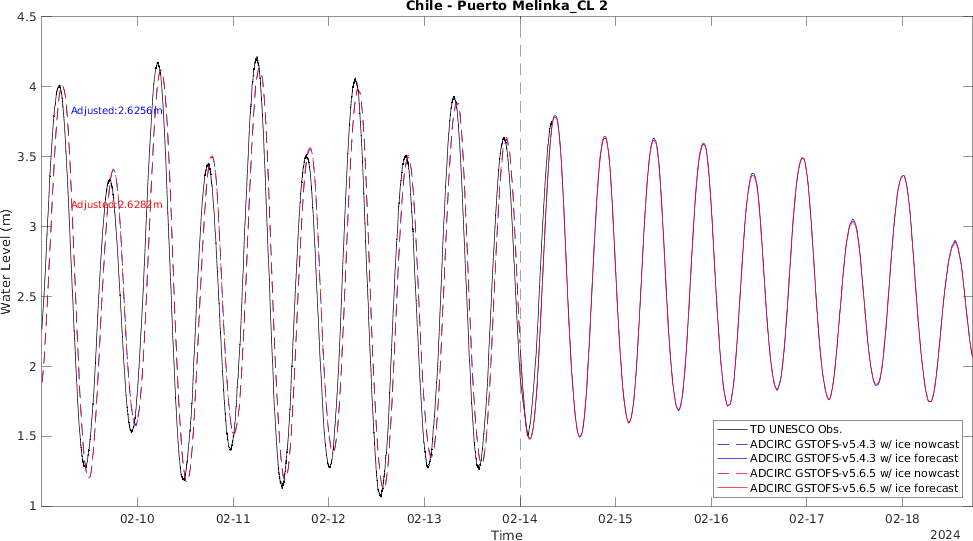 Chile - Puerto Melinka_CL 2
4.5
4
3.5
3
2.5
2
1.5
1
Water Level (m)
Adjusted:2.6256m
Adjusted:2.6282m
TD UNESCO Obs.
ADCIRC GSTOFS-v5.4.3 w/ ice nowcast
ADCIRC GSTOFS-v5.4.3 w/ ice forecast
ADCIRC GSTOFS-v5.6.5 w/ ice nowcast
ADCIRC GSTOFS-v5.6.5 w/ ice forecast
02-10 02-11 02-12 02-13 02-14 02-15 02-16 02-17 02-18
Time
2024